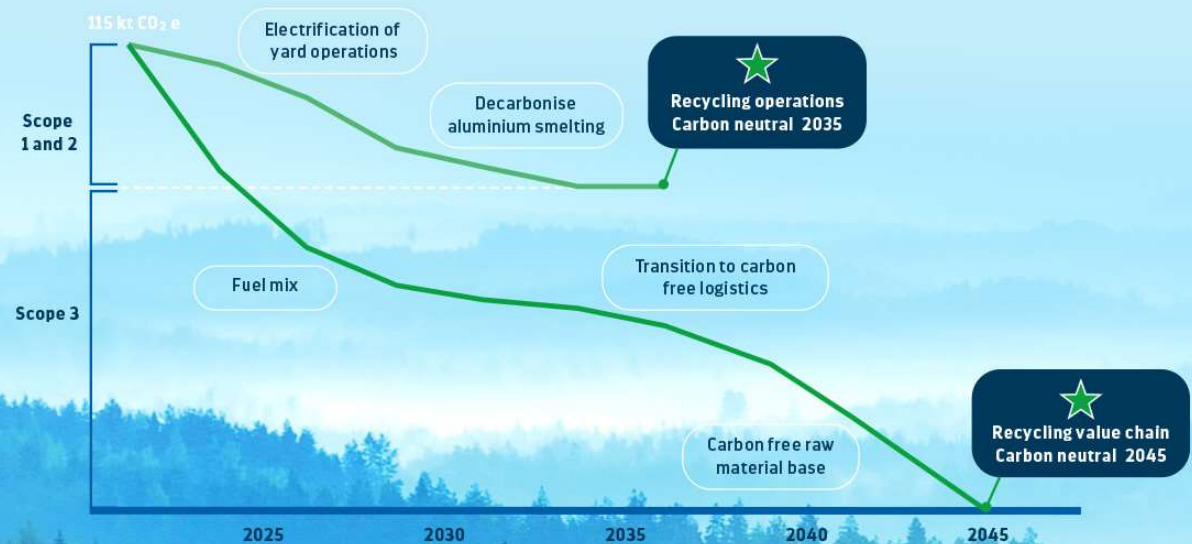 115 kt CO₂ e
Electrification of
yard operations
Decarbonise
aluminium smelting
Recycling operations
Carbon neutral 2035
Scope
1 and 2
Fuel mix
Transition to carbon
free logistics
Scope 3
Carbon free raw
material base
Recycling value chain
Carbon neutral 2045
2025
2030
2035
2040
2045